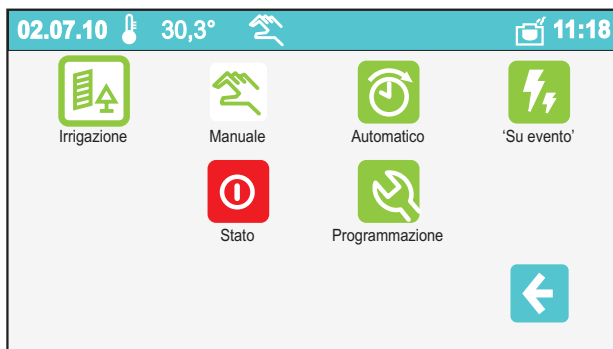 02.07.10 30,3° 11:18
Irrigazione Manuale Automatico ‘Su evento’
Stato Programmazione